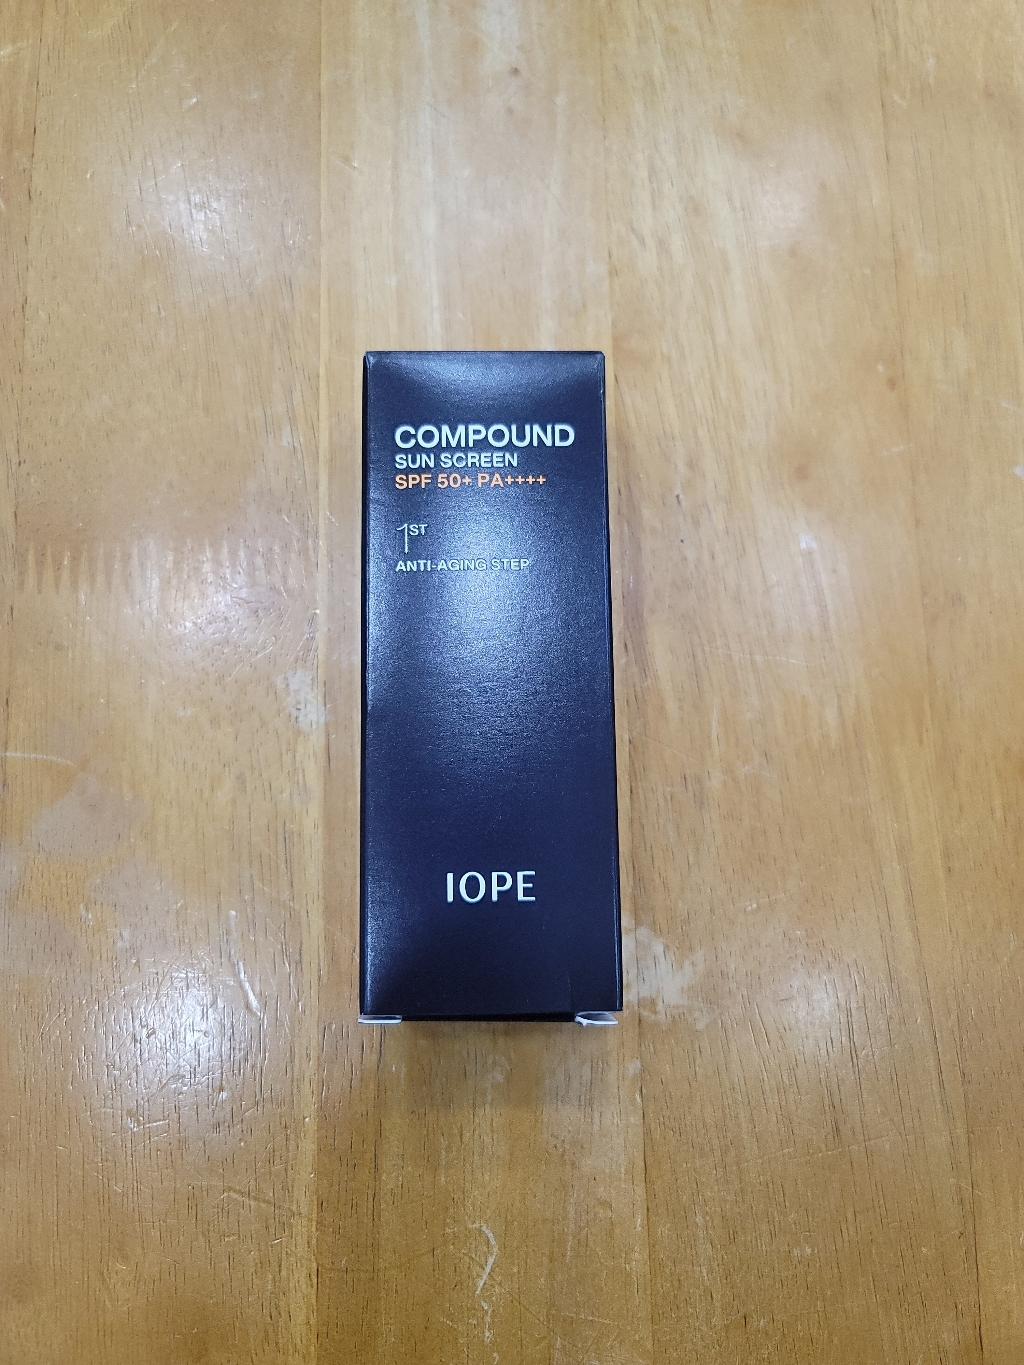 COMPOUND
SUN SCREEN
SPF 50+ PA++++
1ST
ANTI-AGING STEP
IOPE